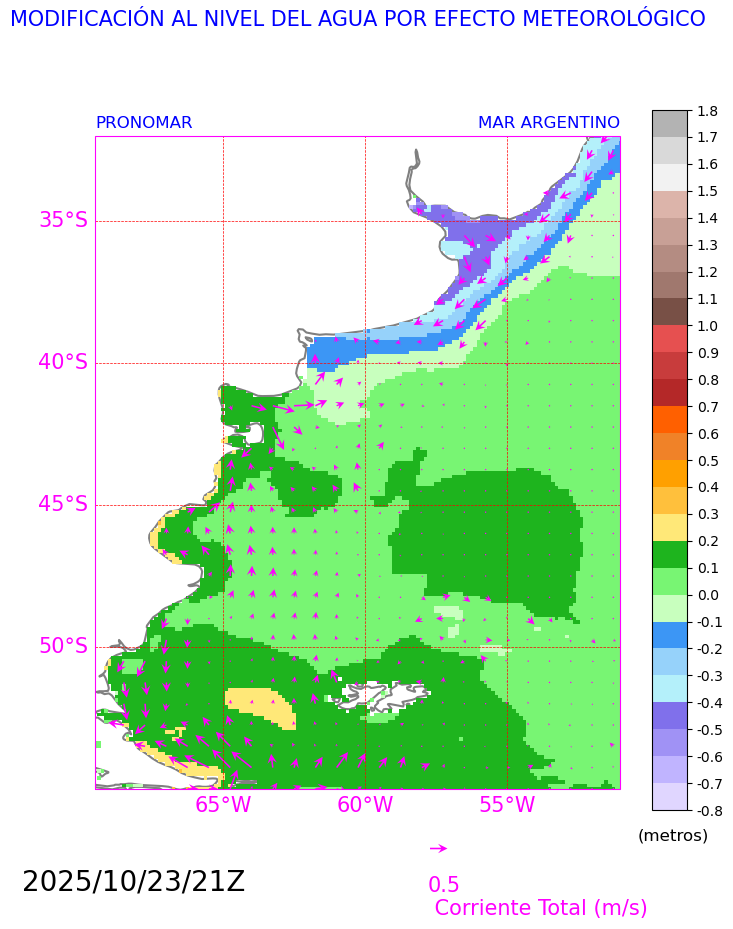 MODIFICACIÓN AL NIVEL DEL AGUA POR EFECTO METEOROLÓGICO
PRONOMAR MAR ARGENTINO
1.8
1.7
1.6
1.5
1.4
1.3
1.2
1.1
1.0
0.9
0.8
0.7
0.6
0.5
0.4
0.3
0.2
0.1
0.0
-0.1
-0.2
-0.3
-0.4
-0.5
-0.6
-0.7
-0.8
(metros)
35°S
40°S
45°S
50°S
65°W 60°W 55°W
2025/10/23/21Z
0.5
Corriente Total (m/s)